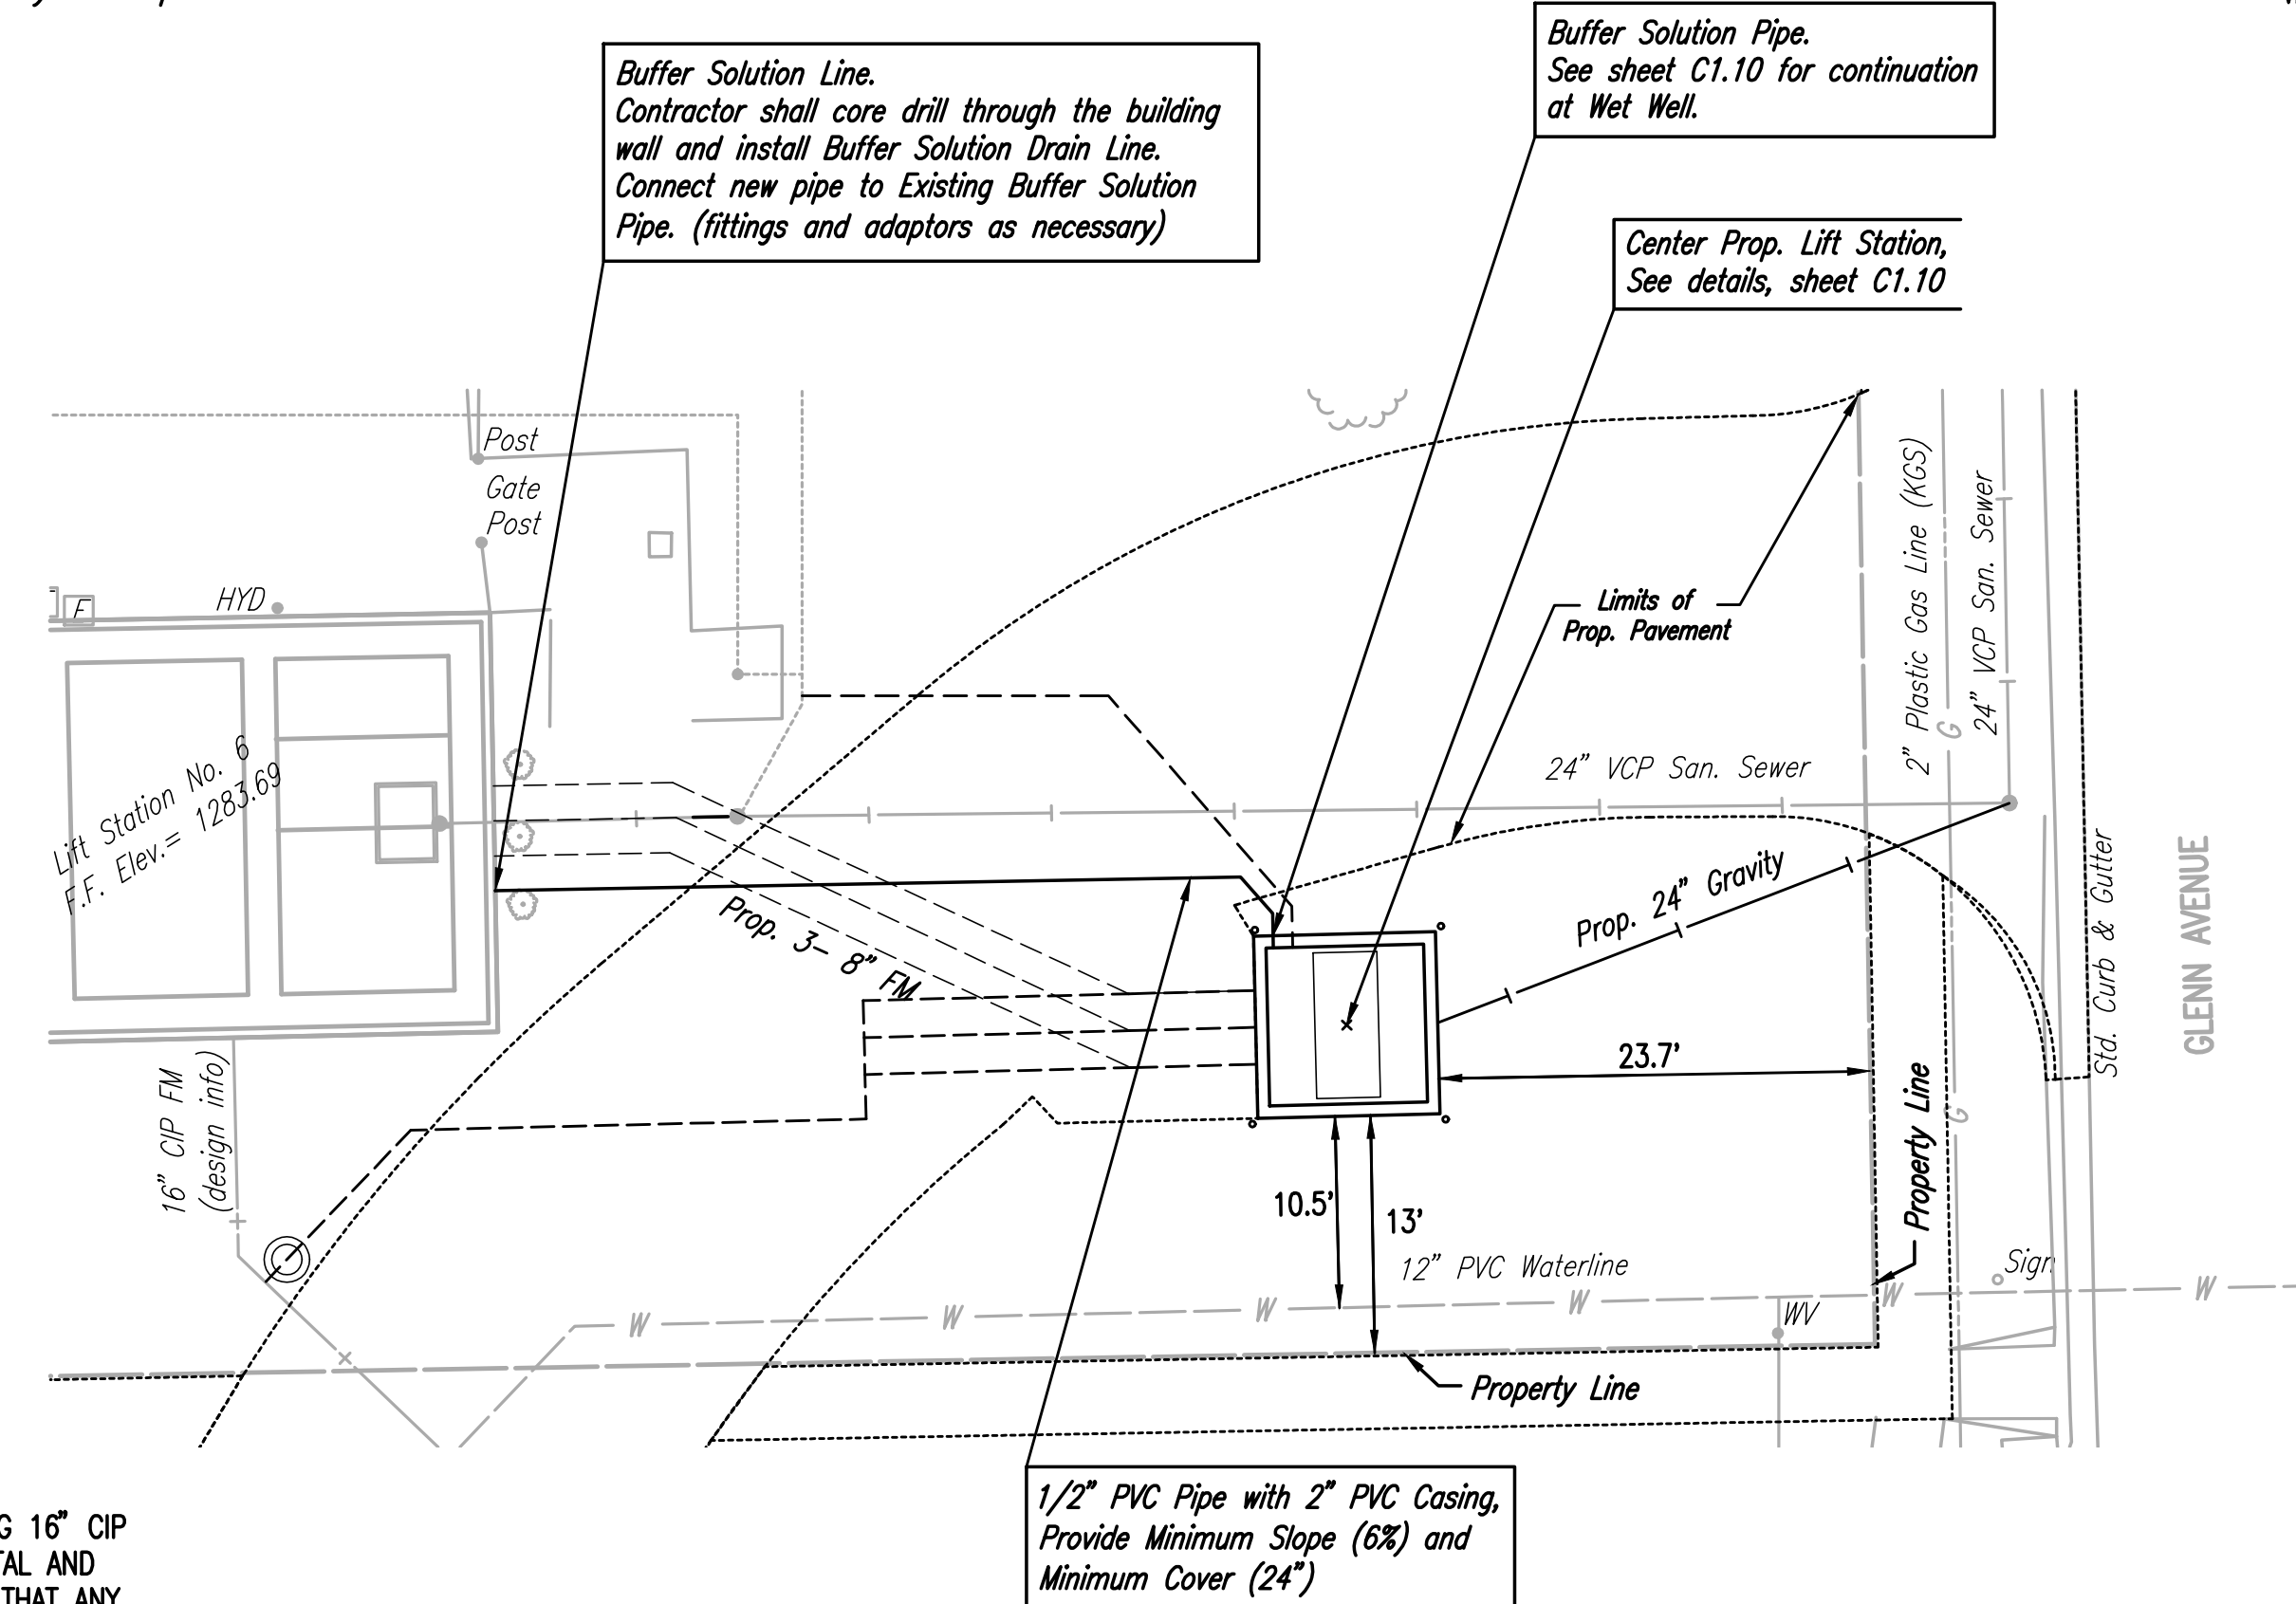 Buffer Solution Pipe.
See sheet C1.10 for continuation
at Wet Well.
Buffer Solution Line.
Contractor shall core drill through the building
wall and install Buffer Solution Drain Line.
Connect new pipe to Existing Buffer Solution
Pipe. (fittings and adaptors as necessary)
Center Prop. Lift Station,
See details, sheet C1.10
Post
Gate
Post
HYD
F
Limits of
Prop. Pavement
2" Plastic Gas Line (KGS)
G
24" VCP San. Sewer
24" VCP San. Sewer
Lift Station No. 6
F.F. Elev.= 1283.69
Prop. 3- 8" FM
Prop. 24" Gravity
Std. Curb & Gutter
GLENN AVENUE
23.7'
16" CIP FM
(design info)
Property Line
G
10.5'
13'
12" PVC Waterline
Sign
W W W W W W
WV
Property Line
1/2" PVC Pipe with 2" PVC Casing,
Provide Minimum Slope (6%) and
Minimum Cover (24")
G 16" CIP
TAL AND
THAT ANY